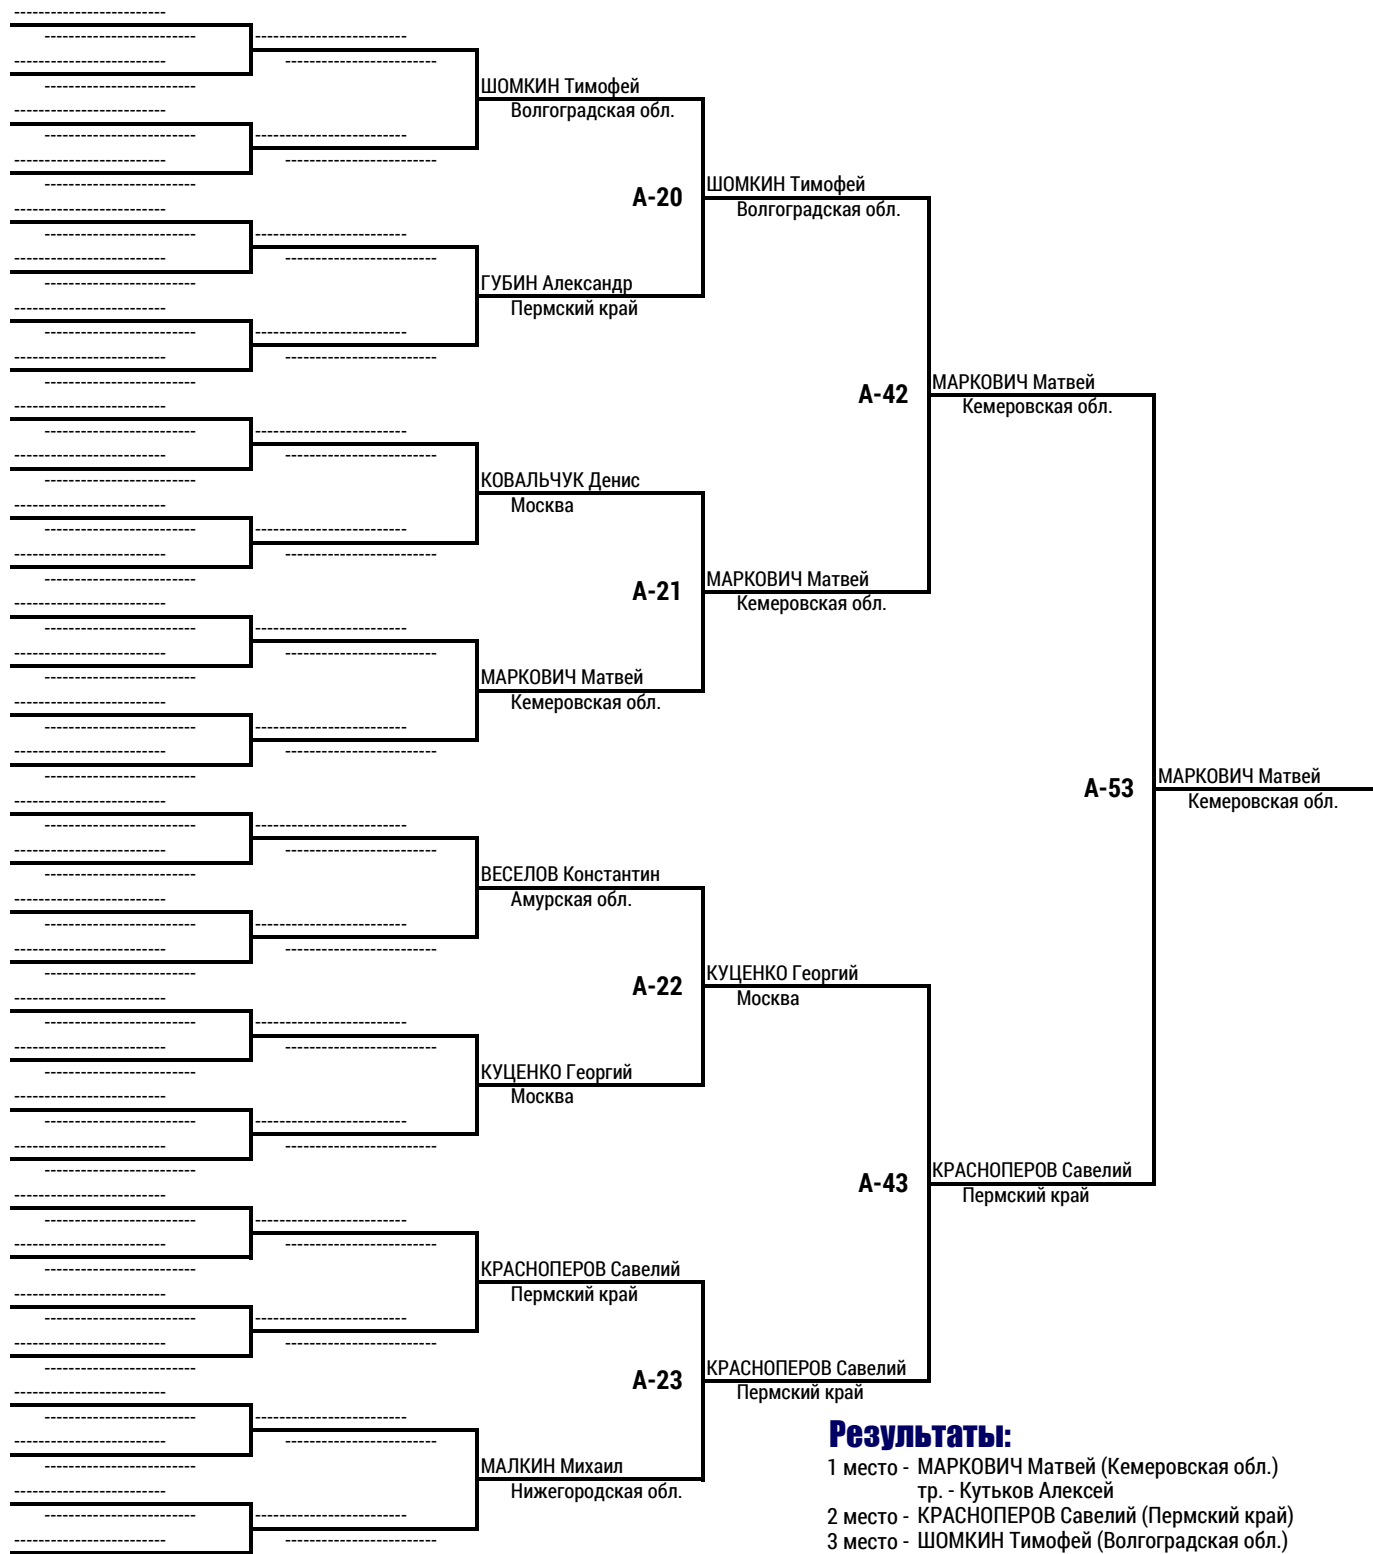 ШОМКИН Тимофей
Волгоградская обл.
А-20
ШОМКИН Тимофей
Волгоградская обл.
ГУБИН Александр
Пермский край
А-42
МАРКОВИЧ Матвей
Кемеровская обл.
КОВАЛЬЧУК Денис
Москва
А-21
МАРКОВИЧ Матвей
Кемеровская обл.
МАРКОВИЧ Матвей
Кемеровская обл.
А-53
МАРКОВИЧ Матвей
Кемеровская обл.
ВЕСЕЛОВ Константин
Амурская обл.
А-22
КУЦЕНКО Георгий
Москва
КУЦЕНКО Георгий
Москва
А-43
КРАСНОПЕРОВ Савелий
Пермский край
КРАСНОПЕРОВ Савелий
Пермский край
А-23
КРАСНОПЕРОВ Савелий
Пермский край
МАЛКИН Михаил
Нижегородская обл.
Результаты:
1 место - МАРКОВИЧ Матвей (Кемеровская обл.)
тр. - Кутьков Алексей
2 место - КРАСНОПЕРОВ Савелий (Пермский край)
3 место - ШОМКИН Тимофей (Волгоградская обл.)